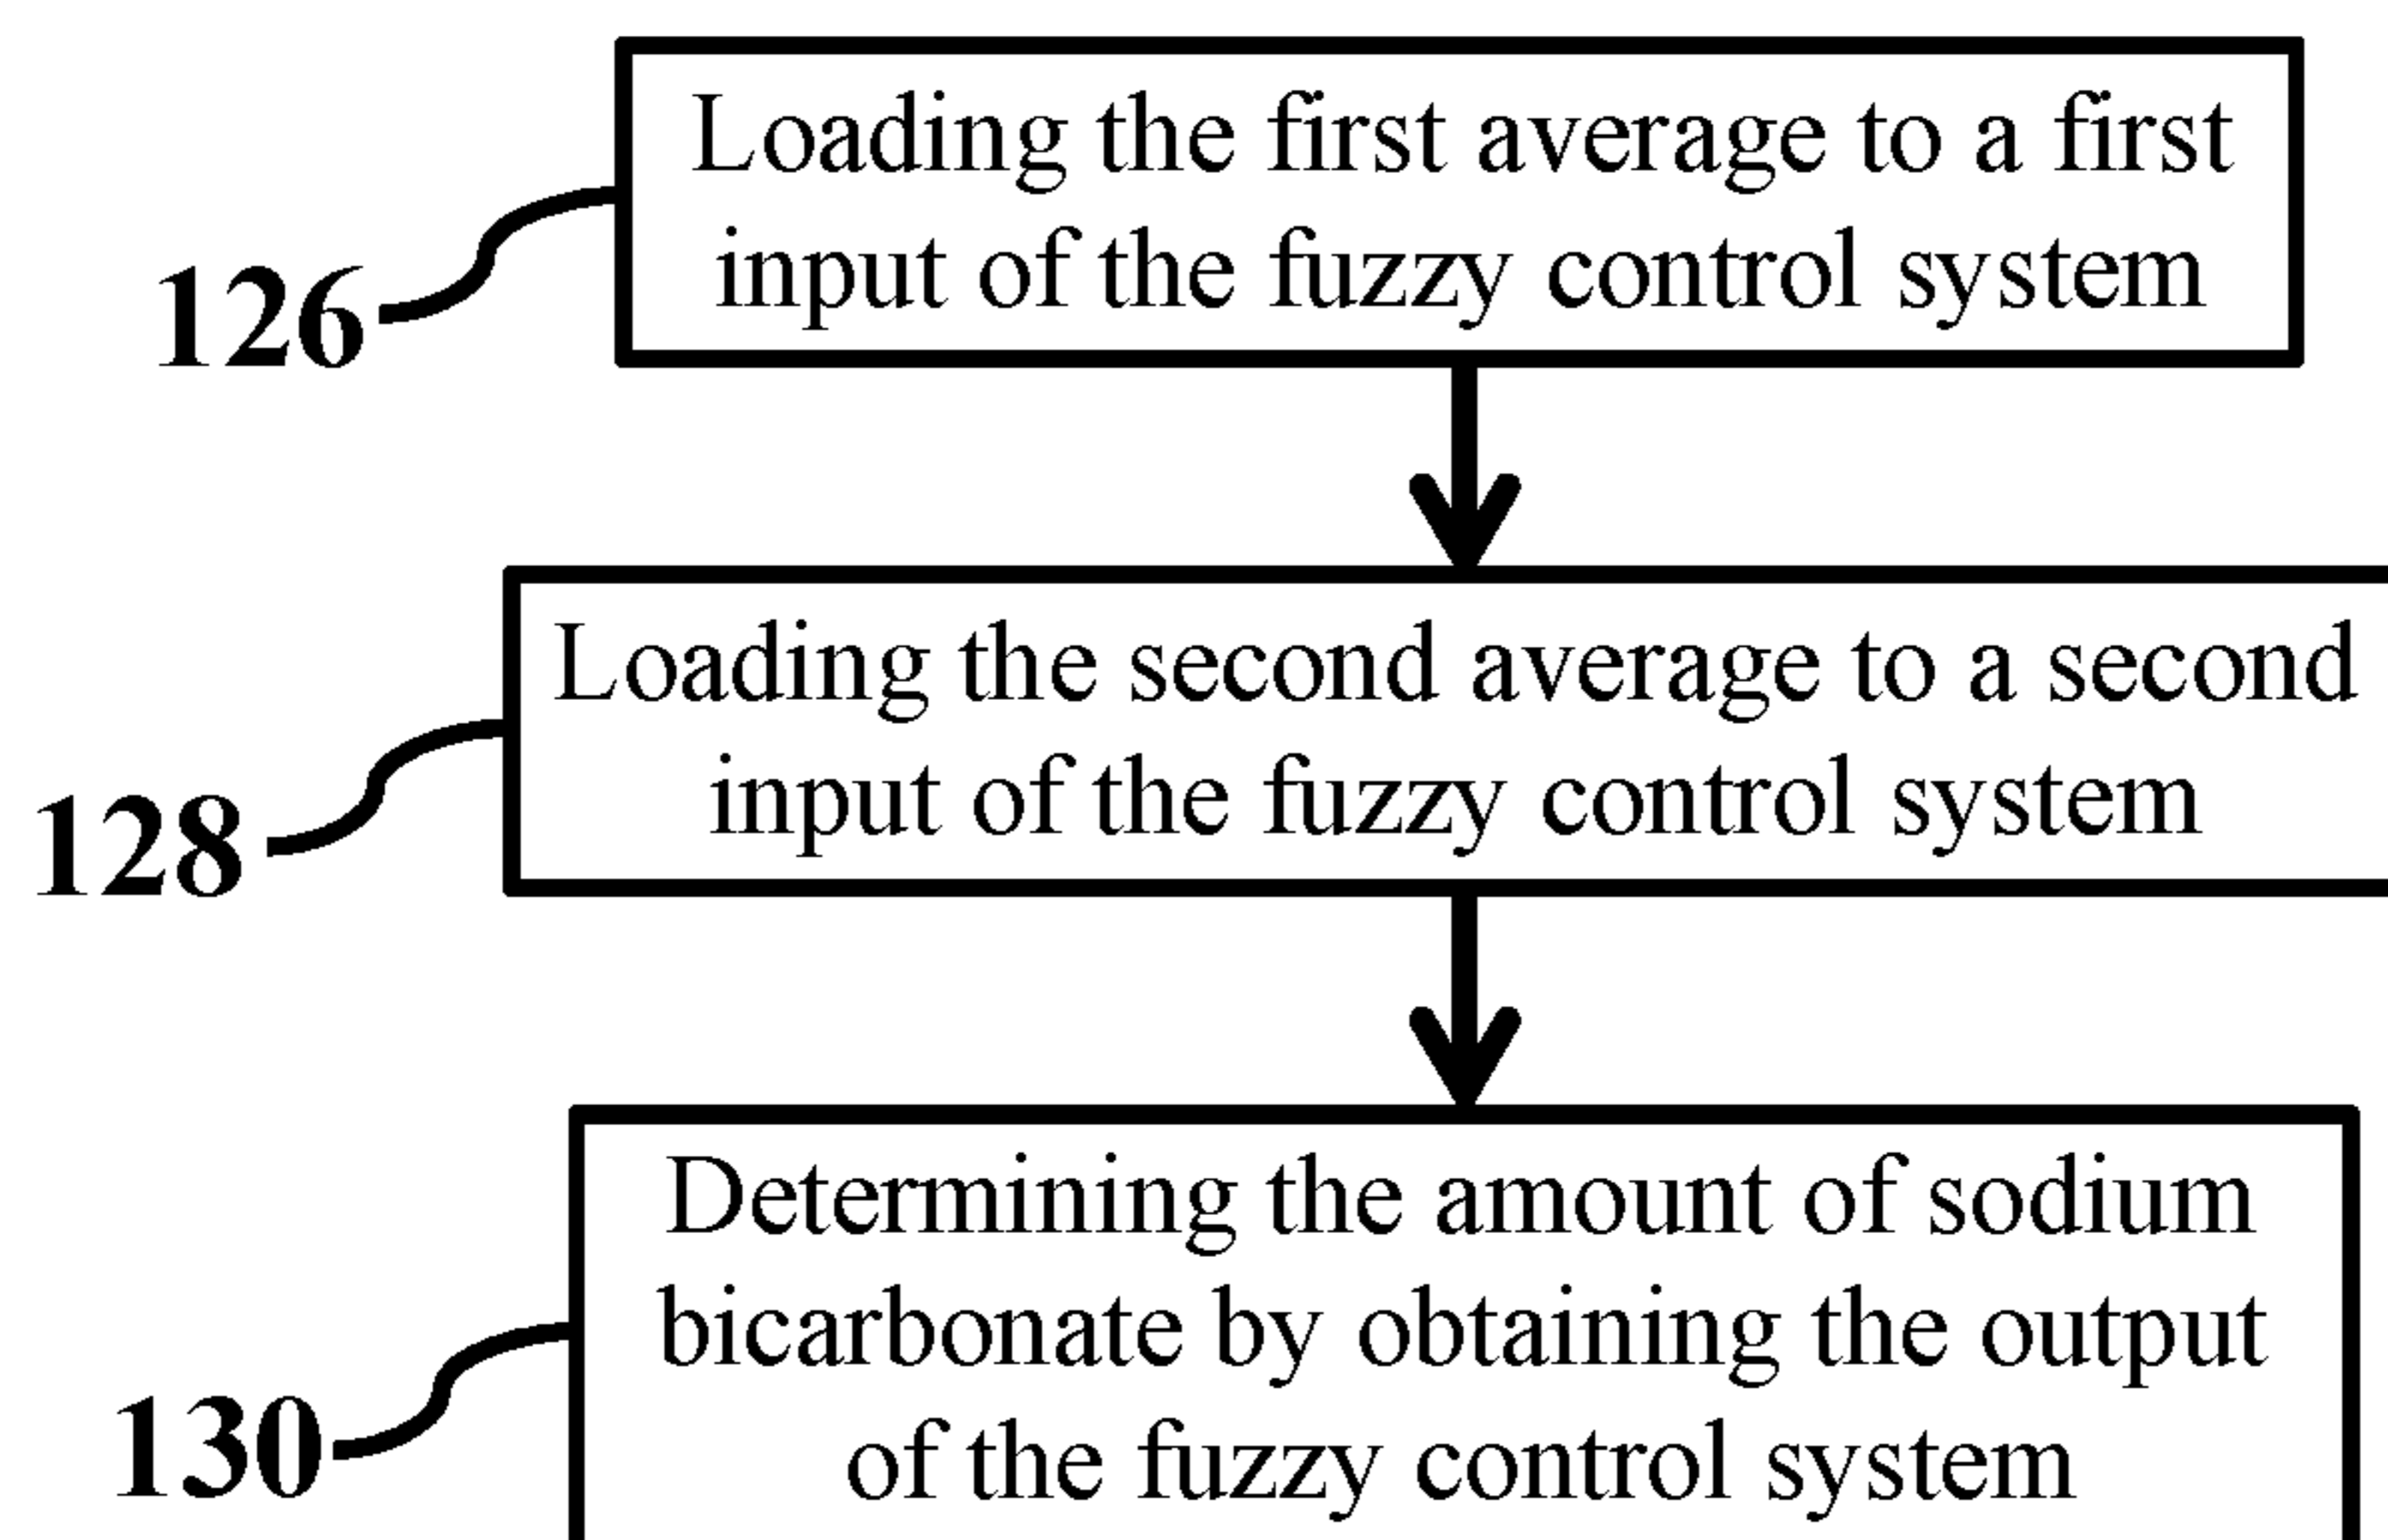 Loading the first average to a first
input of the fuzzy control system
126
Loading the second average to a second
input of the fuzzy control system
128
Determining the amount of sodium
bicarbonate by obtaining the output
of the fuzzy control system
130